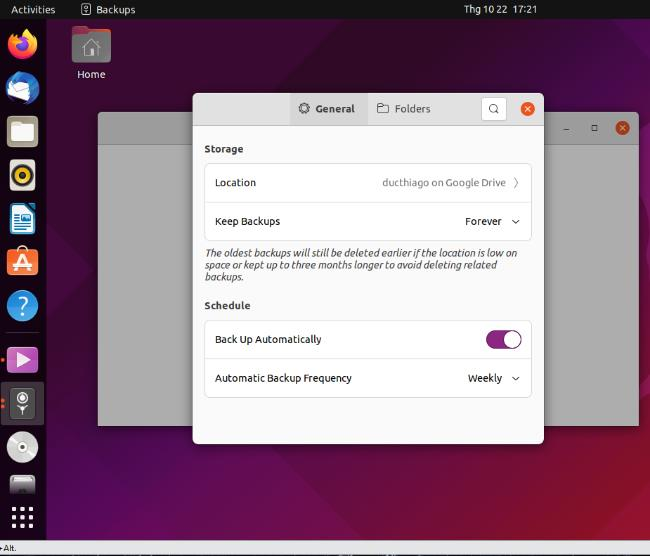 Activities
Backups
Thg 10 22 17:21
Home
General
Folders
Storage
Location
ducthiago on Google Drive
Keep Backups
Forever
The oldest backups will still be deleted earlier if the location is low on
space or kept up to three months longer to avoid deleting related
backups.
Schedule
Back Up Automatically
Automatic Backup Frequency
Weekly
+Alt.